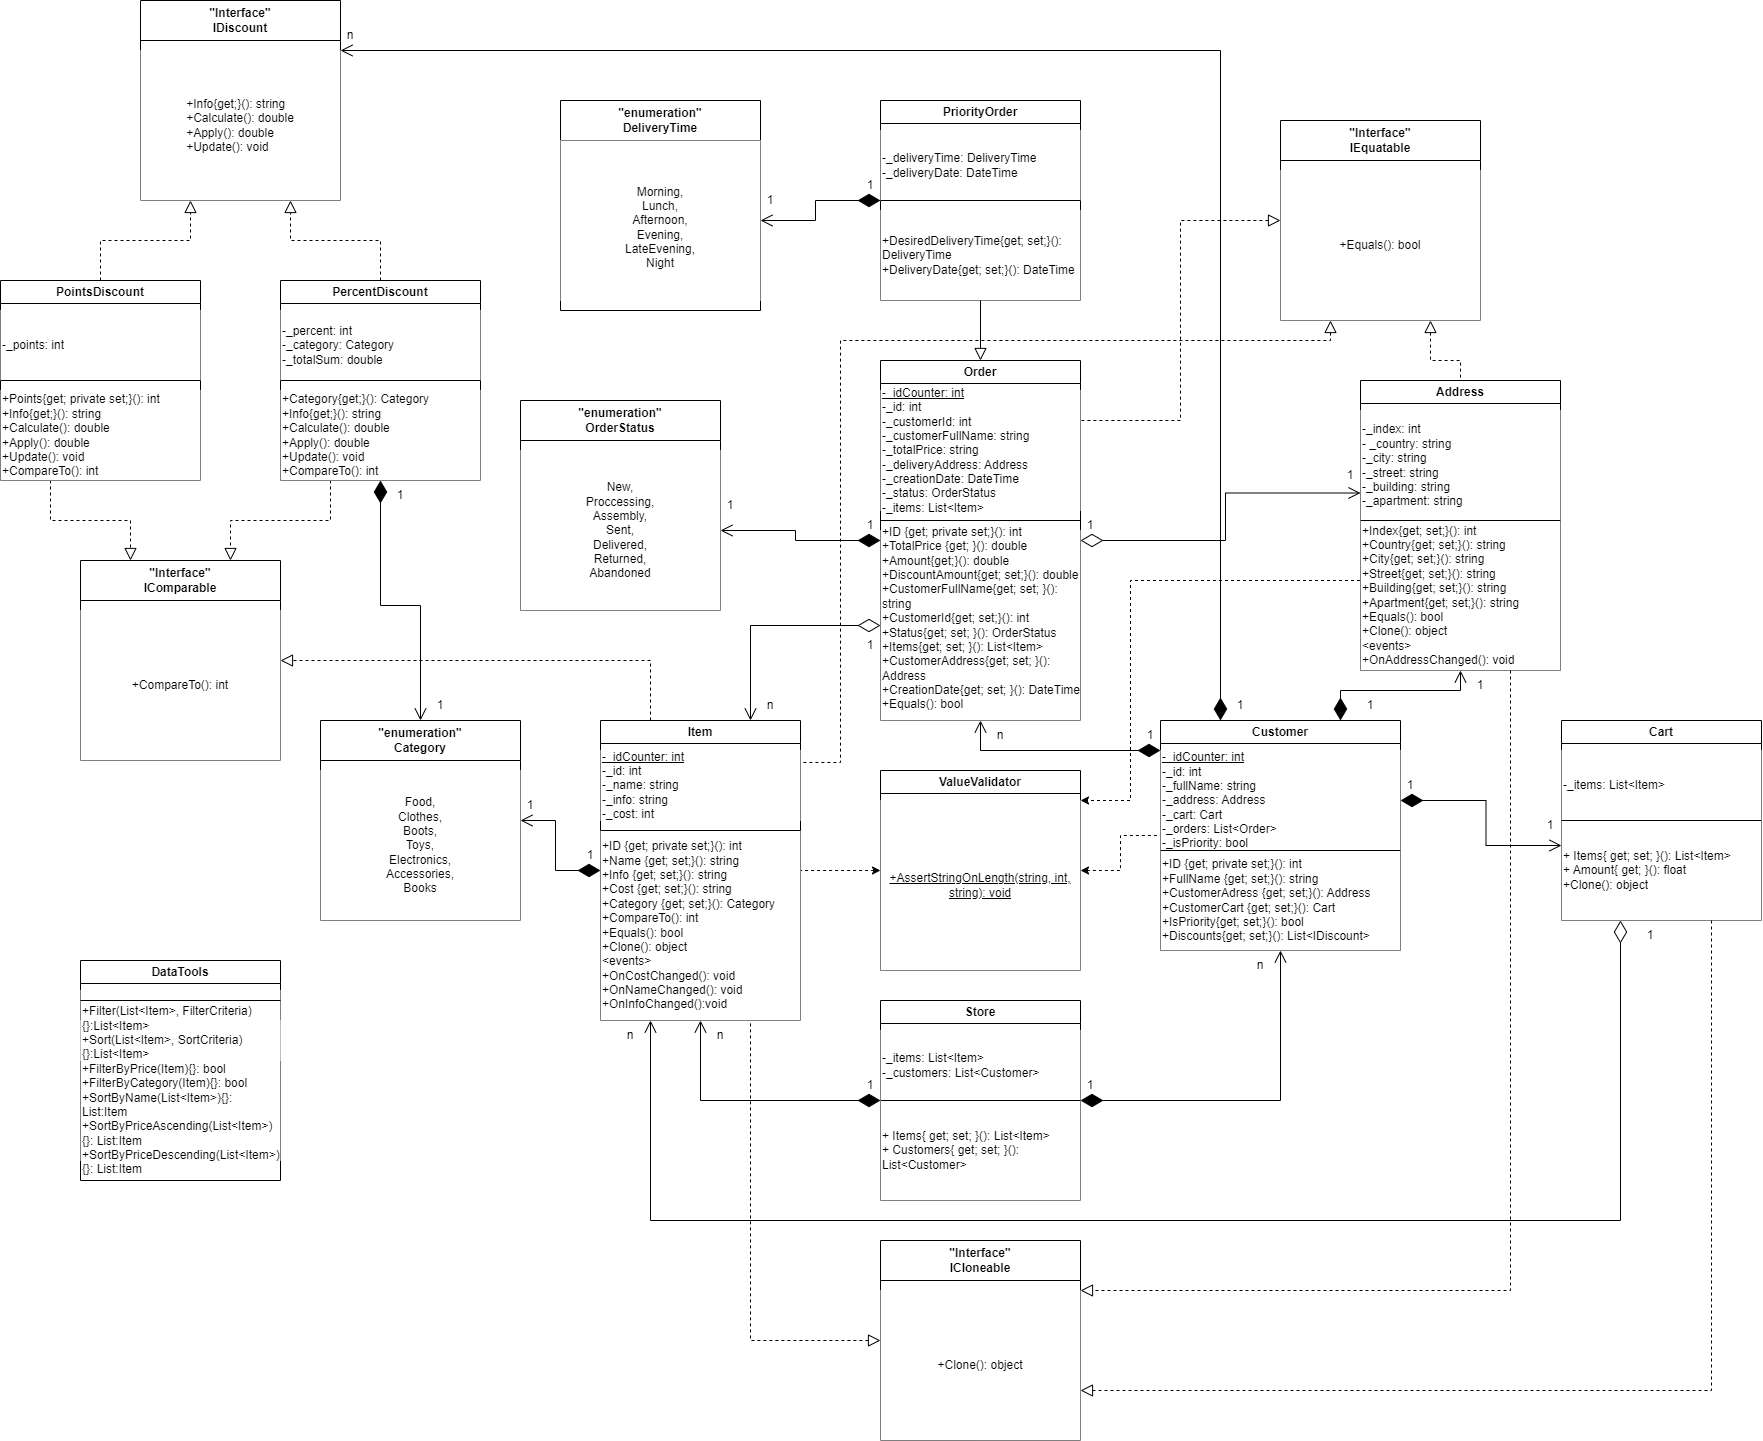 "Interface"
IDiscount
+Info{get;}(): string
+Calculate(): double
+Apply(): double
+Update(): void
n
"enumeration"
DeliveryTime
Morning,
Lunch,
Afternoon,
Evening,
LateEvening,
Night
1
1
PriorityOrder
-_deliveryTime: DeliveryTime
-_deliveryDate: DateTime
+DesiredDeliveryTime{get; set;}():
DeliveryTime
+DeliveryDate{get; set;}(): DateTime
"Interface"
IEquatable
+Equals(): bool
PointsDiscount
-_points: int
+Points{get; private set;}(): int
+Info{get;}(): string
+Calculate(): double
+Apply(): double
+Update(): void
+CompareTo(): int
PercentDiscount
-_percent: int
-_category: Category
-_totalSum: double
+Category{get;}(): Category
+Info{get;}(): string
+Calculate(): double
+Apply(): double
+Update(): void
+CompareTo(): int
1
"enumeration"
OrderStatus
New,
Proccessing,
Assembly,
Sent,
Delivered,
Returned,
Abandoned
1
1
Order
-_idCounter: int
-_id: int
-_customerId: int
-_customerFullName: string
-_totalPrice: string
-_deliveryAddress: Address
-_creationDate: DateTime
-_status: OrderStatus
-_items: List<Item>
+ID {get; private set;}(): int
+TotalPrice {get; }(): double
+Amount{get;}(): double
+DiscountAmount{get; set;}(): double
+CustomerFullName{get; set; }():
string
+CustomerId{get; set;}(): int
+Status{get; set; }(): OrderStatus
+Items{get; set; }(): List<Item>
+CustomerAddress{get; set; }():
Address
+CreationDate{get; set; }(): DateTime
+Equals(): bool
1
1
1
Address
-_index: int
- _country: string
-_city: string
-_street: string
-_building: string
-_apartment: string
+Index{get; set;}(): int
+Country{get; set;}(): string
+City{get; set;}(): string
+Street{get; set;}(): string
+Building{get; set;}(): string
+Apartment{get; set;}(): string
+Equals(): bool
+Clone(): object
<events>
+OnAddressChanged(): void
1
"Interface"
IComparable
+CompareTo(): int
1
"enumeration"
Category
Food,
Clothes,
Boots,
Toys,
Electronics,
Accessories,
Books
1
1
n
Item
-_idCounter: int
-_id: int
-_name: string
-_info: string
-_cost: int
+ID {get; private set;}(): int
+Name {get; set;}(): string
+Info {get; set;}(): string
+Cost {get; set;}(): string
+Category {get; set;}(): Category
+CompareTo(): int
+Equals(): bool
+Clone(): object
<events>
+OnCostChanged(): void
+OnNameChanged(): void
+OnInfoChanged():void
n
n
n
1
ValueValidator
+AssertStringOnLength(string, int,
string): void
1
1
Customer
-_idCounter: int
-_id: int
-_fullName: string
-_address: Address
-_cart: Cart
-_orders: List<Order>
-_isPriority: bool
+ID {get; private set;}(): int
+FullName {get; set;}(): string
+CustomerAdress {get; set;}(): Address
+CustomerCart {get; set;}(): Cart
+IsPriority{get; set;}(): bool
+Discounts{get; set;}(): List<IDiscount>
n
1
1
Cart
-_items: List<Item>
+ Items{ get; set; }(): List<Item>
+ Amount{ get; }(): float
+Clone(): object
1
DataTools
+Filter(List<Item>, FilterCriteria)
{}:List<Item>
+Sort(List<Item>, SortCriteria)
{}:List<Item>
+FilterByPrice(Item){}: bool
+FilterByCategory(Item){}: bool
+SortByName(List<Item>){}:
List:Item
+SortByPriceAscending(List<Item>)
{}: List:Item
+SortByPriceDescending(List<Item>)
{}: List:Item
Store
-_items: List<Item>
-_customers: List<Customer>
+ Items{ get; set; }(): List<Item>
+ Customers{ get; set; }():
List<Customer>
1
1
"Interface"
ICloneable
+Clone(): object